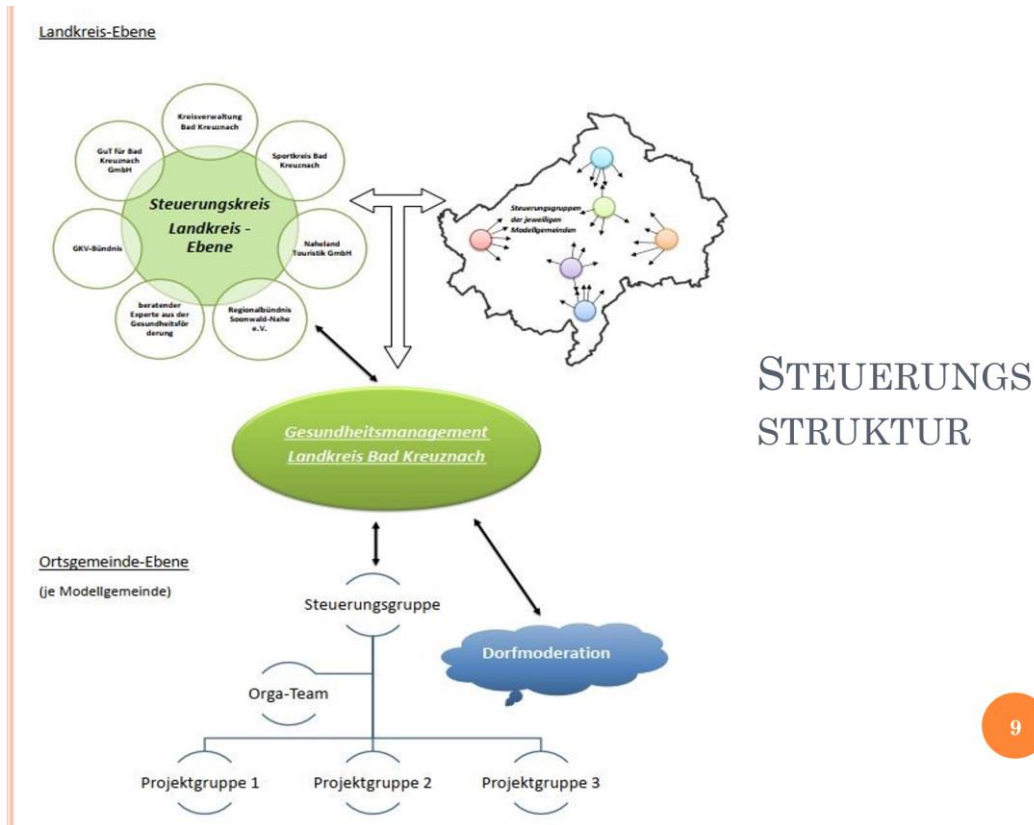 Landkreis-Ebene
Kreisverwaltung
Bad Kreuznach
GuT für Bad
Kreuznach
GmbH
Sportkreis Bad
Kreuznach
Steuerungskreis
Landkreis -
Ebene
GKV-Bündnis
Naheland
Touristik GmbH
beratender
Experte aus der
Gesundheitsför
derung
Regionalbündnis
Soonwald-Nahe
e.V.
Steuerungsgruppen
der jeweiligen
Modellgemeinden
STEUERUNGS
STRUKTUR
Gesundheitsmanagement
Landkreis Bad Kreuznach
Ortsgemeinde-Ebene
(je Modellgemeinde)
Steuerungsgruppe
Dorfmoderation
Orga-Team
Projektgruppe 1
Projektgruppe 2
Projektgruppe 3
9